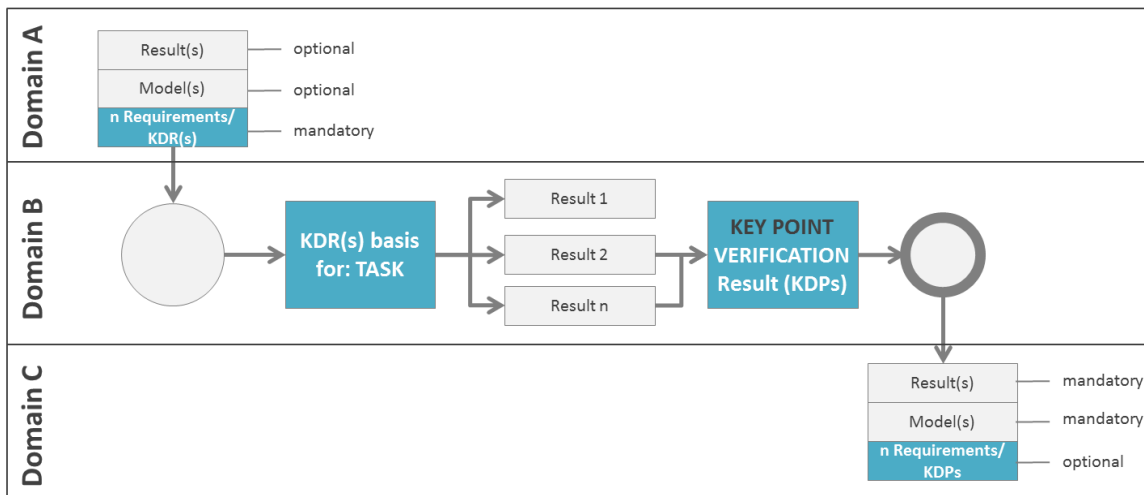 Domain A
Result(s)
optional
Model(s)
optional
n Requirements/
KDR(s)
mandatory
Domain B
KDR(s) basis
for: TASK
Result 1
Result 2
Result n
KEY POINT
VERIFICATION
Result (KDPs)
Domain C
Result(s)
mandatory
Model(s)
mandatory
n Requirements/
KDPs
optional